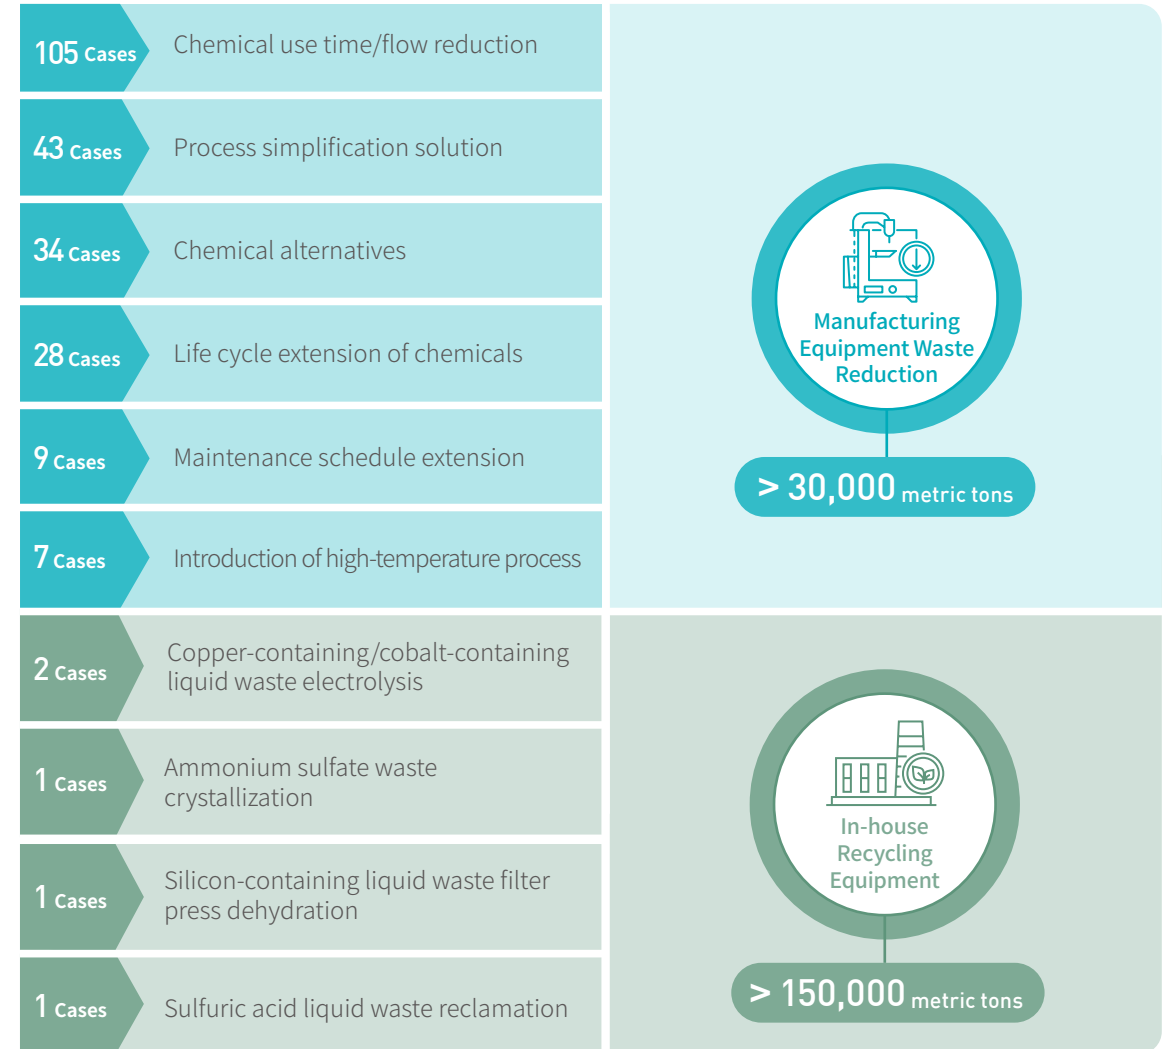 105 Cases
Chemical use time/flow reduction
43 Cases
Process simplification solution
34 Cases
Chemical alternatives
28 Cases
Life cycle extension of chemicals
9 Cases
Maintenance schedule extension
7 Cases
Introduction of high-temperature process
Manufacturing
Equipment Waste
Reduction
> 30,000 metric tons
2 Cases
Copper-containing/cobalt-containing
liquid waste electrolysis
1 Cases
Ammonium sulfate waste
crystallization
1 Cases
Silicon-containing liquid waste filter
press dehydration
1 Cases
Sulfuric acid liquid waste reclamation
In-house
Recycling
Equipment
> 150,000 metric tons